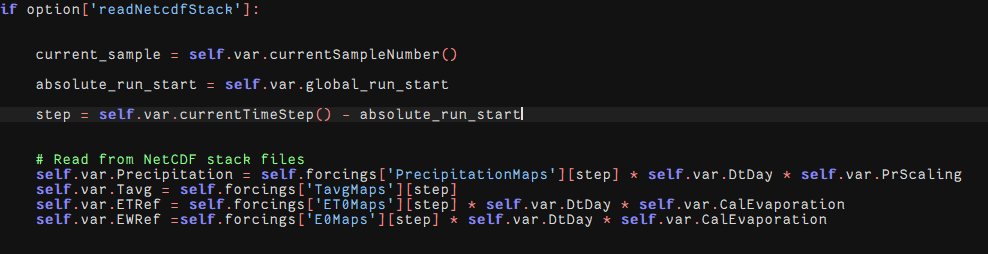 if option['readNetcdfStack']:
current_sample = self.var.currentSampleNumber()
absolute_run_start = self.var.global_run_start
step = self.var.currentTimeStep() - absolute_run_start
# Read from NetCDF stack files
self.var.Precipitation = self.forcings['PrecipitationMaps'][step] * self.var.DtDay * self.var.PrScaling
self.var.Tavg = self.forcings['TavgMaps'][step]
self.var.ETRef = self.forcings['ET0Maps'][step] * self.var.DtDay * self.var.CalEvaporation
self.var.EWRef =self.forcings['E0Maps'][step] * self.var.DtDay * self.var.CalEvaporation